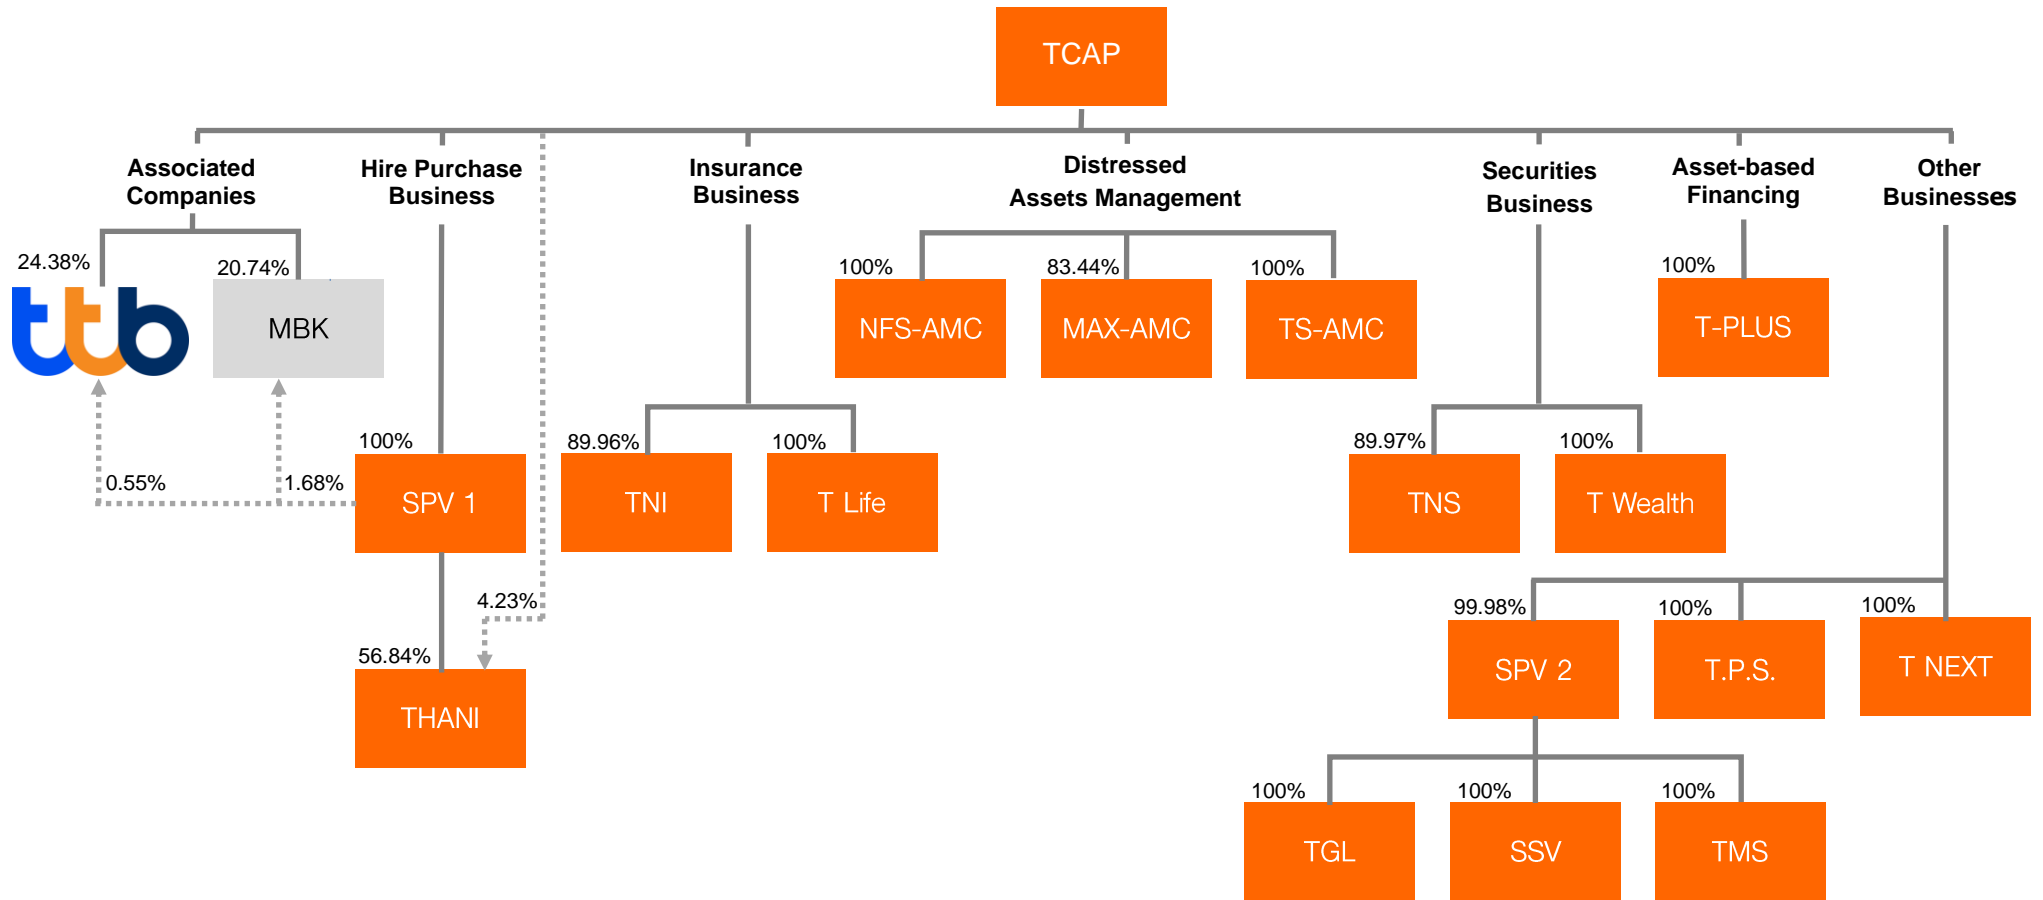 TCAP
Associated
Companies
Hire Purchase
Business
Insurance
Business
Distressed
Assets Management
Securities
Business
Asset-based
Financing
Other
Businesses
24.38%
20.74%
100%
83.44%
100%
100%
ttb
MBK
NFS-AMC
MAX-AMC
TS-AMC
T-PLUS
100%
89.96%
100%
89.97%
100%
0.55%
1.68%
SPV 1
TNI
T Life
TNS
T Wealth
4.23%
99.98%
100%
100%
56.84%
THANI
SPV 2
T.P.S.
T NEXT
100%
100%
100%
TGL
SSV
TMS